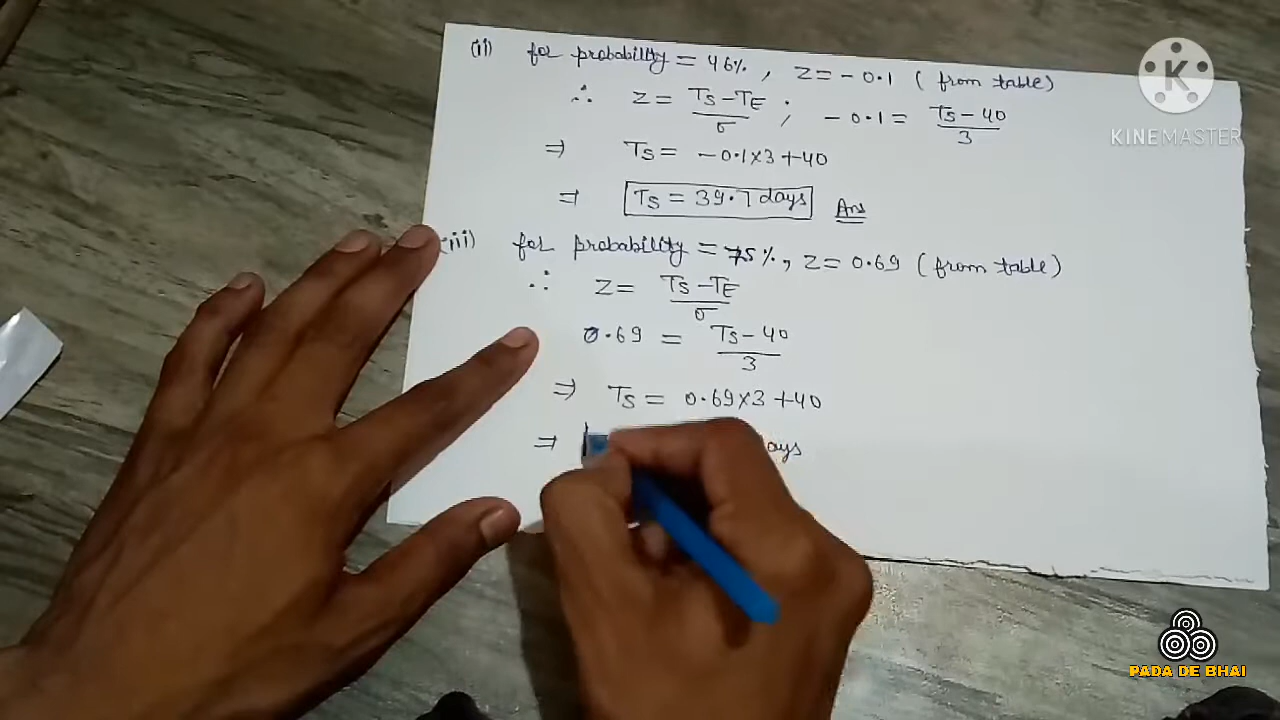 (ii) for probability = 46%, Z = -0.1 (from table)
∴ Z = TS-TE/σ ; -0.1 = TS-40/3
⇒ TS = -0.1×3+40
⇒ TS = 39.7 days Ans
(iii) for probability = 75%, Z = 0.69 (from table)
∴ Z = TS-TE/σ
0.69 = TS-40/3
⇒ TS = 0.69×3+40
⇒
K
KINEMASTER
PADA DE BHAI